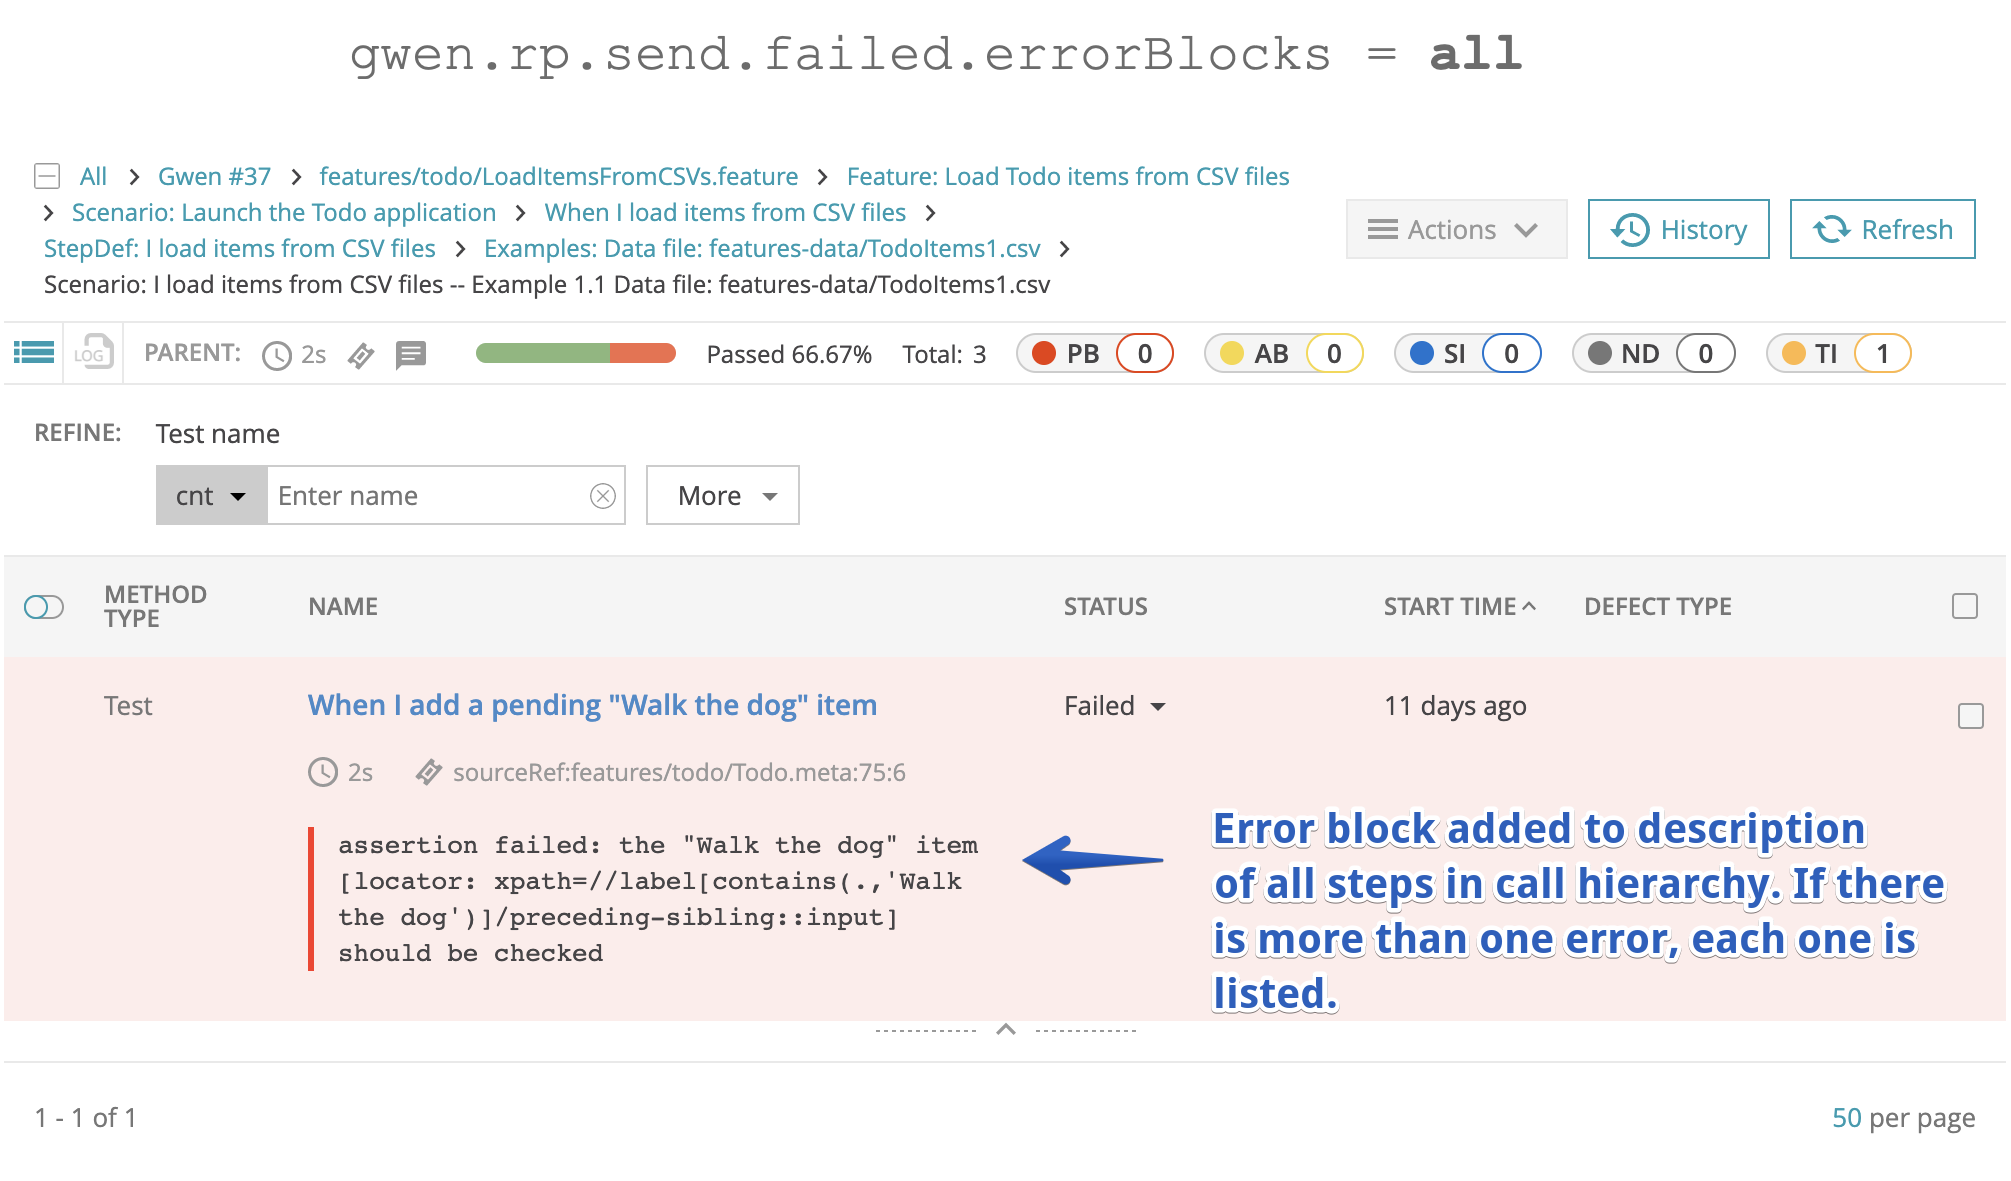 gwen.rp.send.failed.errorBlocks = all
All > Gwen #37 > features/todo/LoadItemsFromCSVs.feature > Feature: Load Todo items from CSV files
> Scenario: Launch the Todo application > When I load items from CSV files >
StepDef: I load items from CSV files > Examples: Data file: features-data/TodoItems1.csv >
Scenario: I load items from CSV files -- Example 1.1 Data file: features-data/TodoItems1.csv
Actions
History
Refresh
LOG
PARENT: 2s Passed 66.67% Total: 3 PB 0 AB 0 SI 0 ND 0 TI 1
REFINE: Test name
cnt Enter name More
METHOD TYPE NAME STATUS START TIME DEFECT TYPE
Test When I add a pending "Walk the dog" item Failed 11 days ago
2s sourceRef:features/todo/Todo.meta:75:6
assertion failed: the "Walk the dog" item
[locator: xpath=//label[contains(.,'Walk
the dog')]/preceding-sibling::input]
should be checked
Error block added to description
of all steps in call hierarchy. If there
is more than one error, each one is
listed.
1 - 1 of 1
50 per page